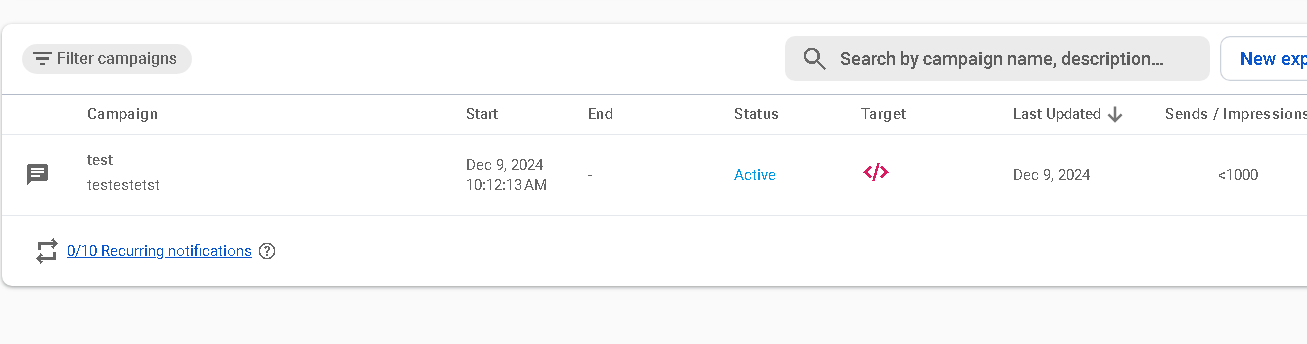 Filter campaigns
Search by campaign name, description...
New exp
Campaign Start End Status Target Last Updated Sends / Impressions
test
testestetst
Dec 9, 2024
10:12:13 AM
-
Active
Dec 9, 2024
<1000
0/10 Recurring notifications